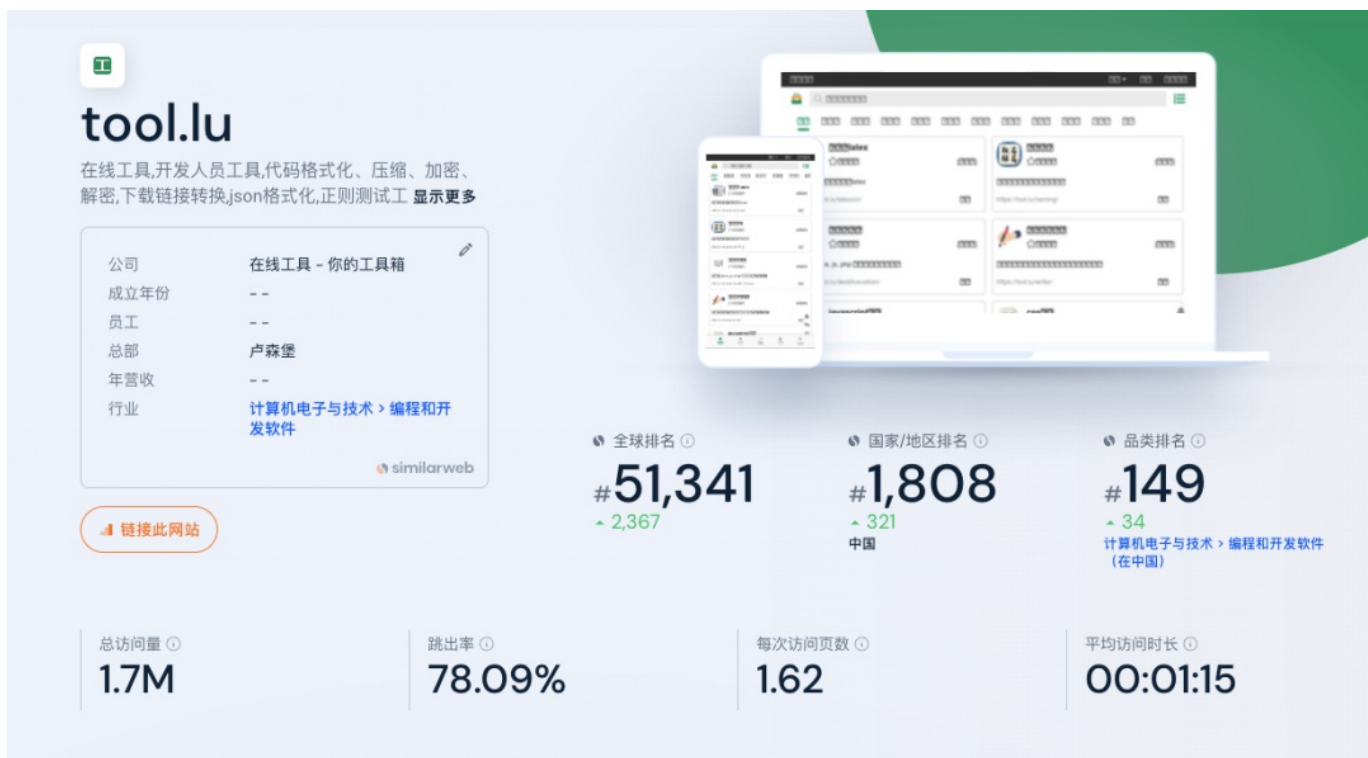 工
tool.lu
在线工具,开发人员工具,代码格式化、压缩、加密、
解密,下载链接转换,json格式化,正则测试工 显示更多
公司 在线工具 – 你的工具箱
成立年份 - -
员工 - -
总部 卢森堡
年营收 - -
行业 计算机电子与技术 > 编程和开
发软件
similarweb
链接此网站
全球排名
#51,341
2,367
国家/地区排名
#1,808
321
中国
品类排名
#149
34
计算机电子与技术 > 编程和开发软件
（在中国）
总访问量
1.7M
跳出率
78.09%
每次访问页数
1.62
平均访问时长
00:01:15